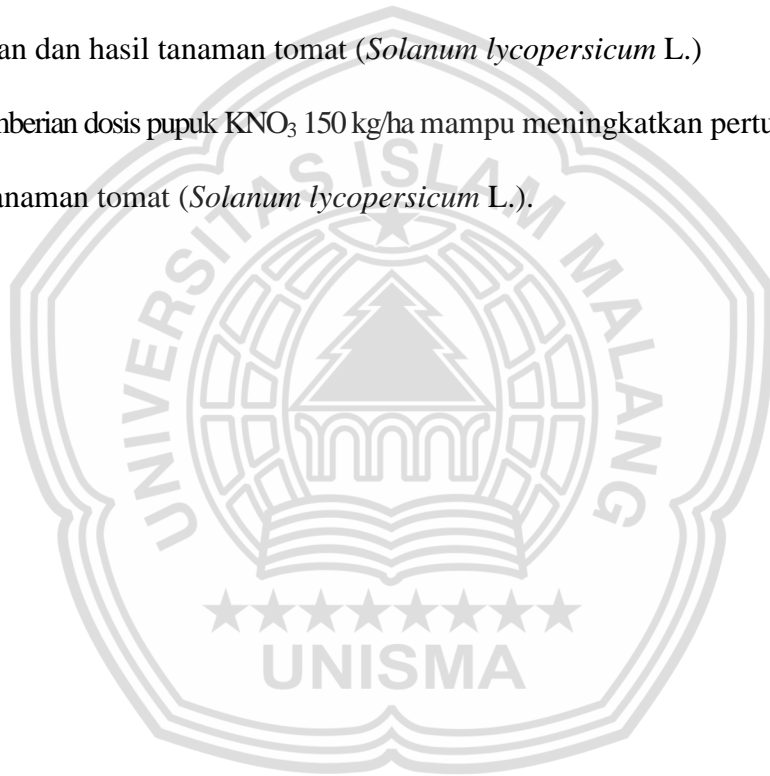 an dan hasil tanaman tomat (Solanum lycopersicum L.)
nberian dosis pupuk KNO₃ 150 kg/ha mampu meningkatkan pertu
anaman tomat (Solanum lycopersicum L.).
UNIVERSITAS ISLAM MALANG
UNISMA